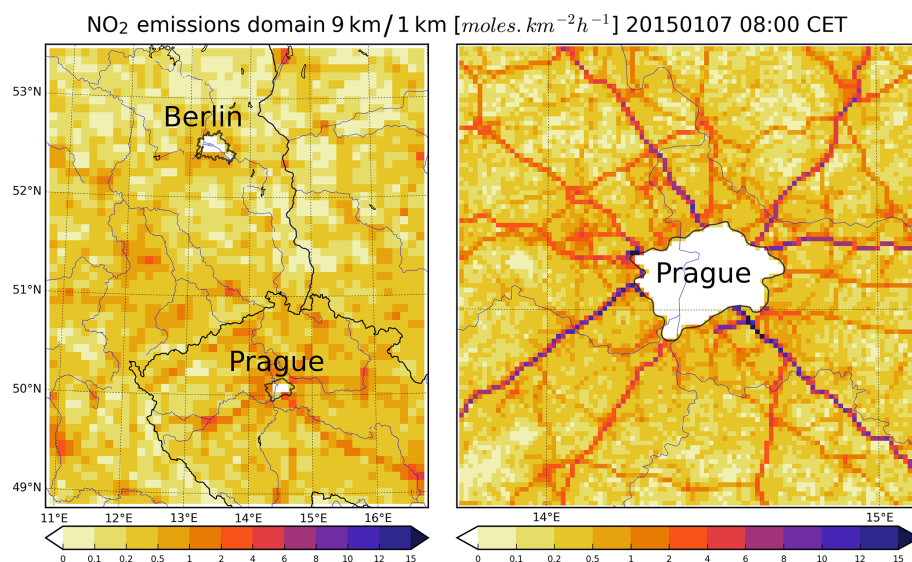 NO₂ emissions domain 9 km/1 km [moles.km⁻²h⁻¹] 20150107 08:00 CET
53°N
52°N
51°N
50°N
49°N
Berlin
Prague
Prague
11°E 12°E 13°E 14°E 15°E 16°E
14°E 15°E
0 0.1 0.2 0.5 1 2 4 6 8 10 12 15
0 0.1 0.2 0.5 1 2 4 6 8 10 12 15